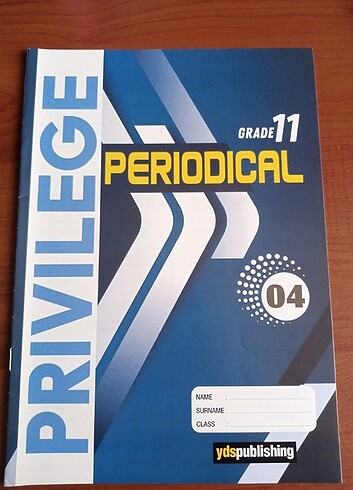 PRIVILEGE
GRADE 11
PERIODICAL
04
NAME :
SURNAME :
CLASS :
ydspublishing